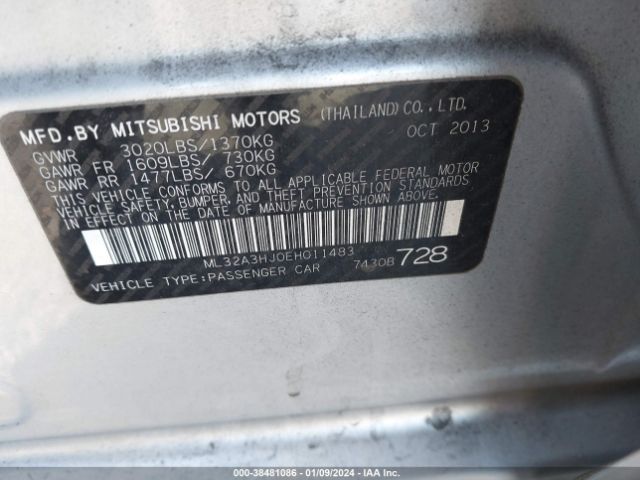 MFD.BY MITSUBISHI MOTORS (THAILAND) CO.,LTD.
GVWR 3020LBS/1370KG OCT 2013
GAWR FR 1609LBS/ 730KG
GAWR RR 1477LBS/ 670KG
THIS VEHICLE CONFORMS TO ALL APPLICABLE FEDERAL MOTOR
VEHICLE SAFETY, BUMPER, AND THEFT PREVENTION STANDARDS
IN EFFECT ON THE DATE OF MANUFACTURE SHOWN ABOVE.
ML32A3HJ0EH011483
VEHICLE TYPE:PASSENGER CAR 7430B 728
000-38481086 - 01/09/2024 - IAA Inc.